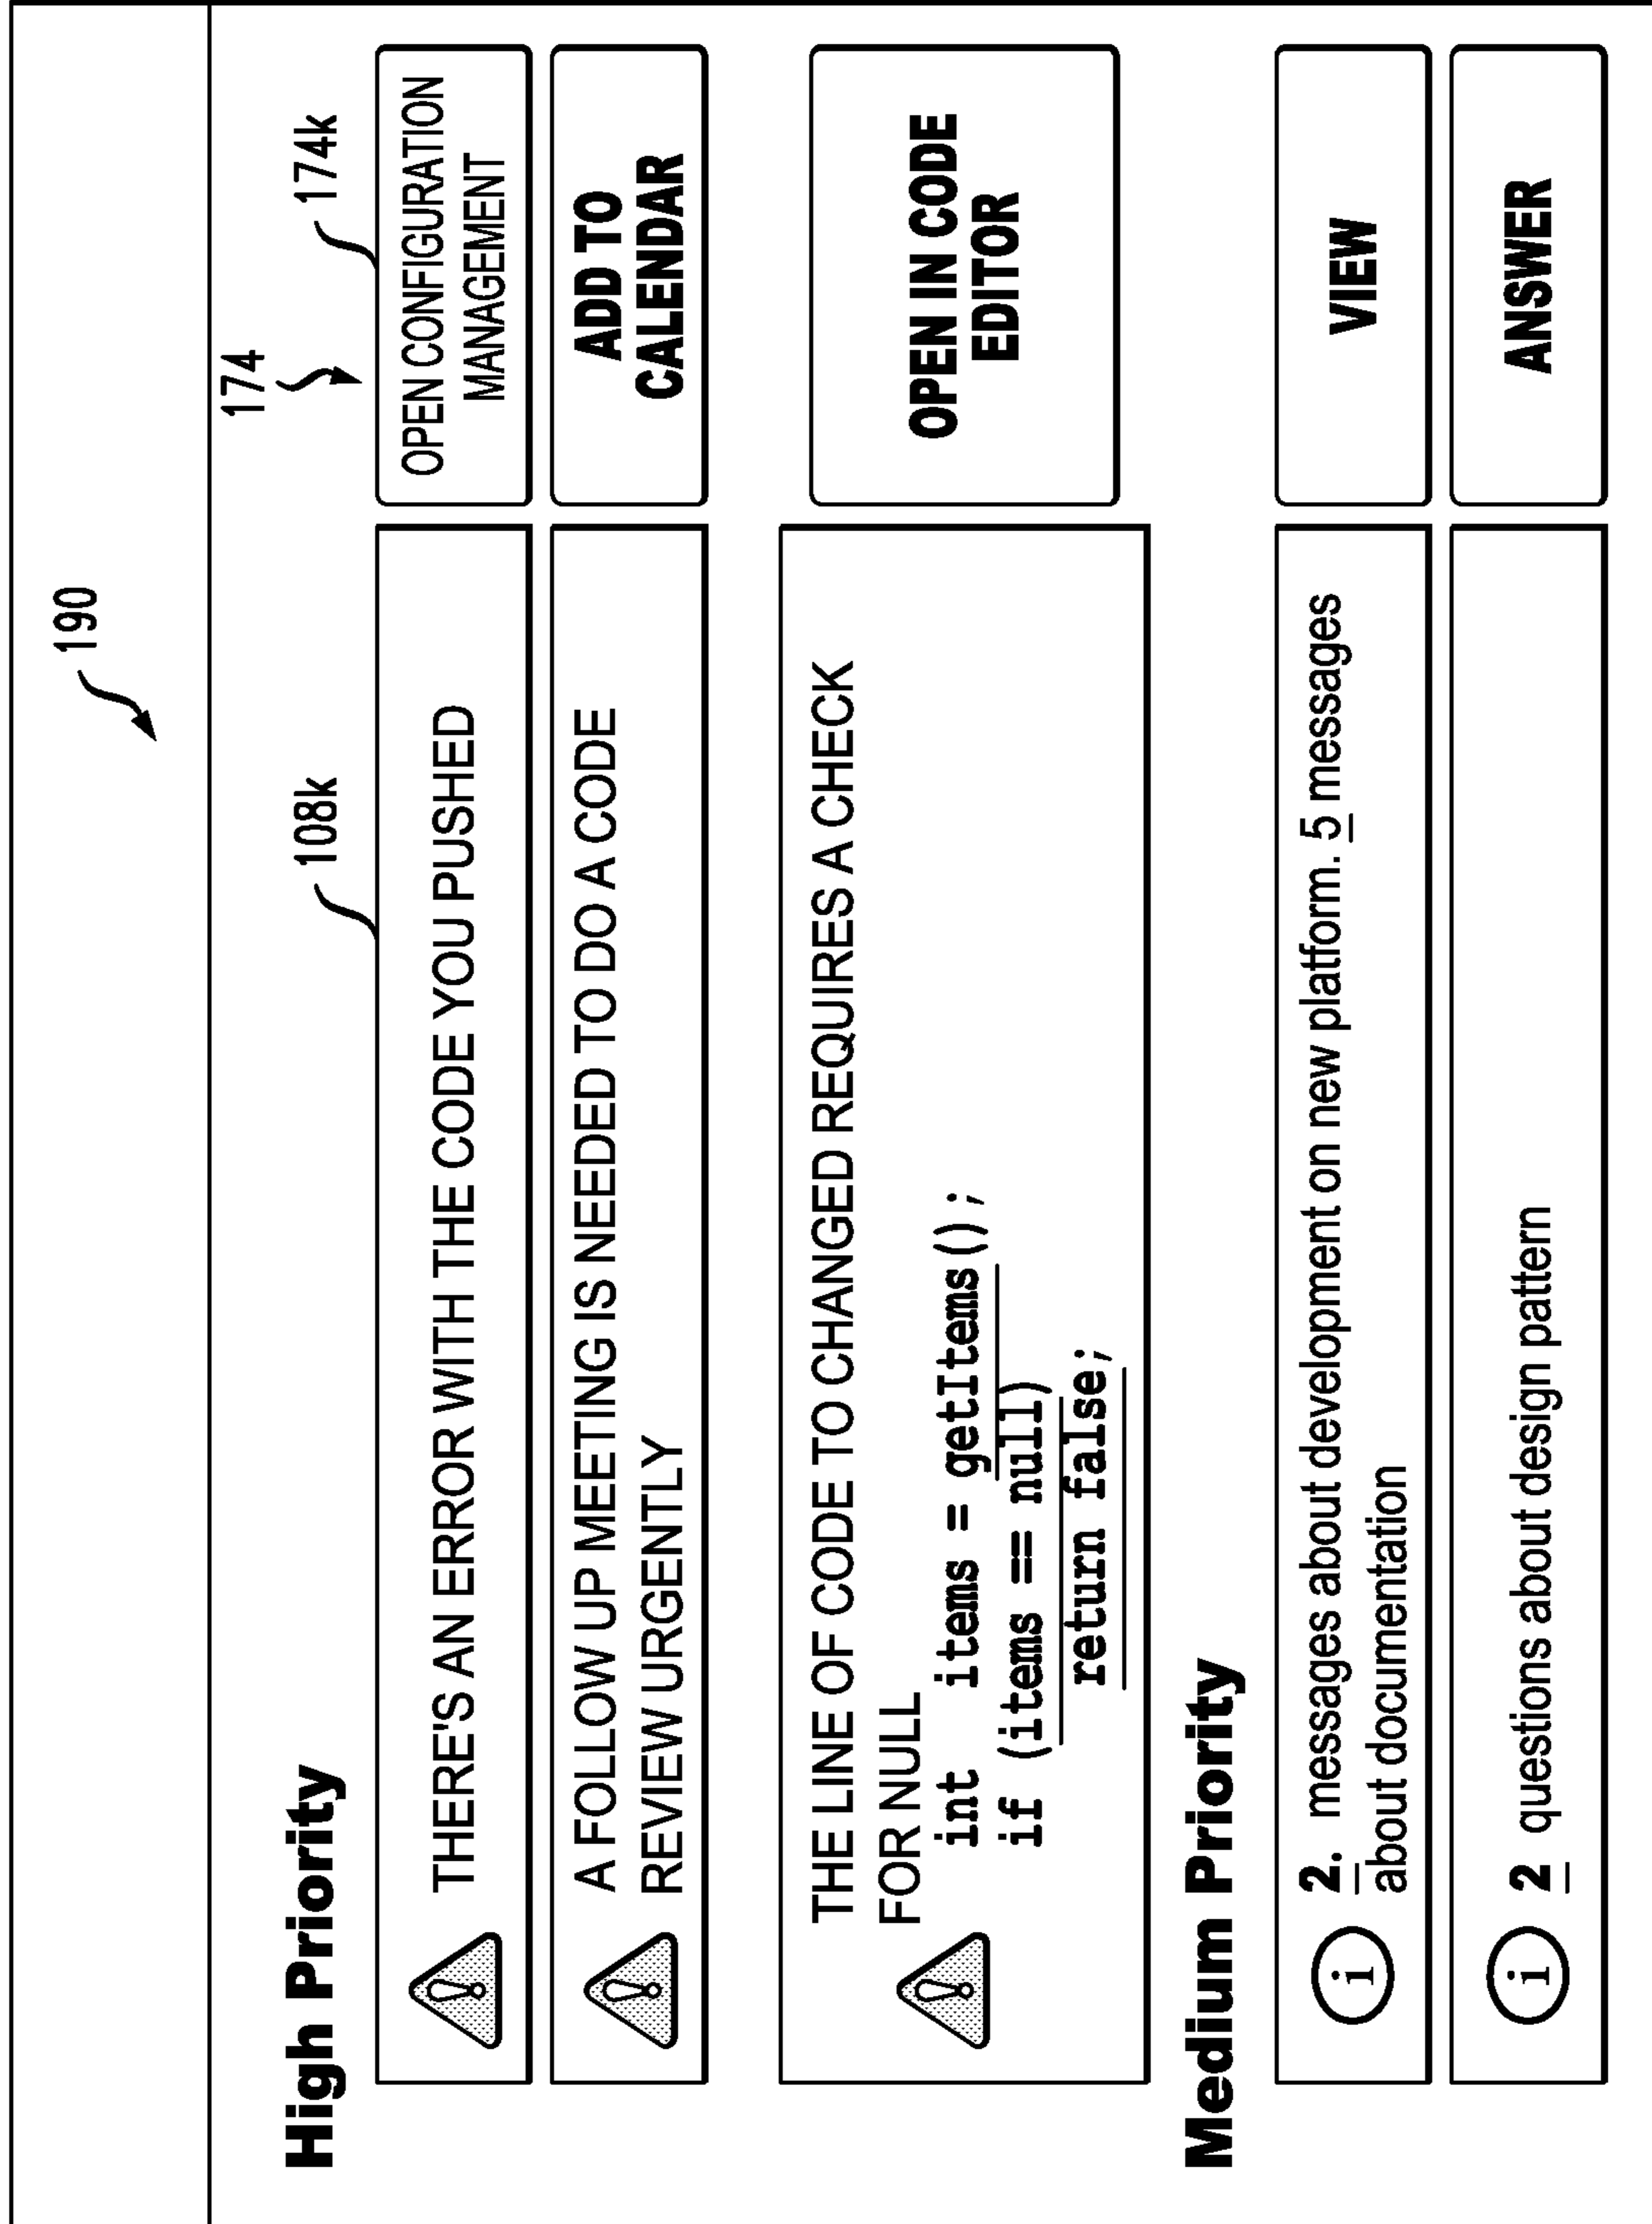 190
174
High Priority
108k
174k
THERE'S AN ERROR WITH THE CODE YOU PUSHED
OPEN CONFIGURATION
MANAGEMENT
A FOLLOW UP MEETING IS NEEDED TO DO A CODE
REVIEW URGENTLY
ADD TO
CALENDAR
THE LINE OF CODE TO CHANGED REQUIRES A CHECK
FOR NULL
int items = getItems();
if (items == null)
return false;
OPEN IN CODE
EDITOR
Medium Priority
i
2. messages about development on new platform. 5 messages
about documentation
VIEW
i
2 questions about design pattern
ANSWER